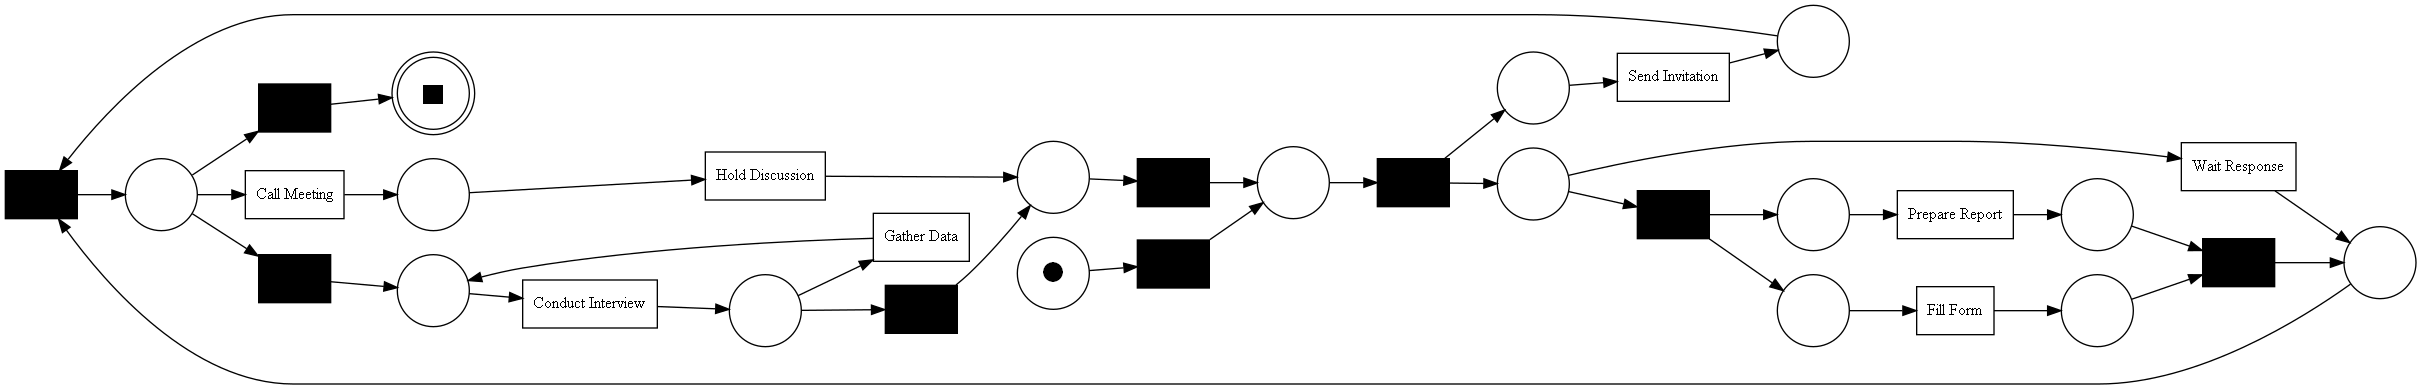 Send Invitation
Wait Response
Hold Discussion
Call Meeting
Prepare Report
Gather Data
Conduct Interview
Fill Form